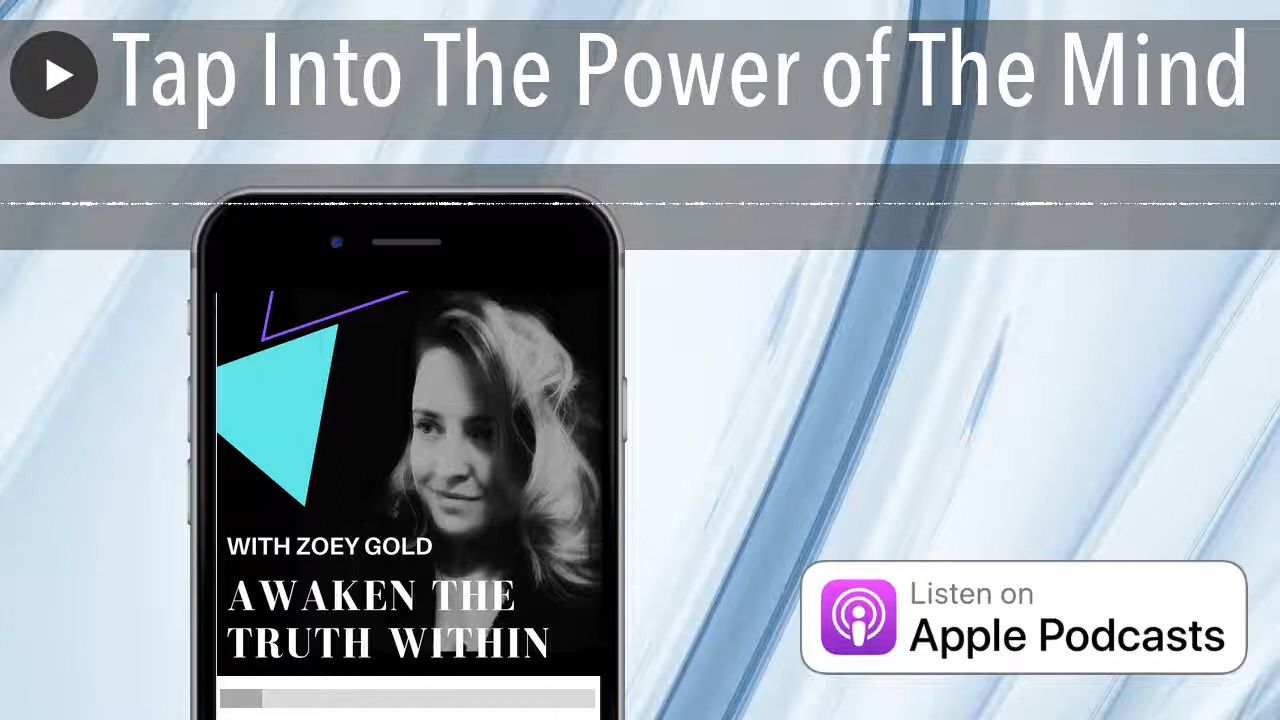 Tap Into The Power of The Mind
WITH ZOEY GOLD
AWAKEN THE
TRUTH WITHIN
Listen on
Apple Podcasts